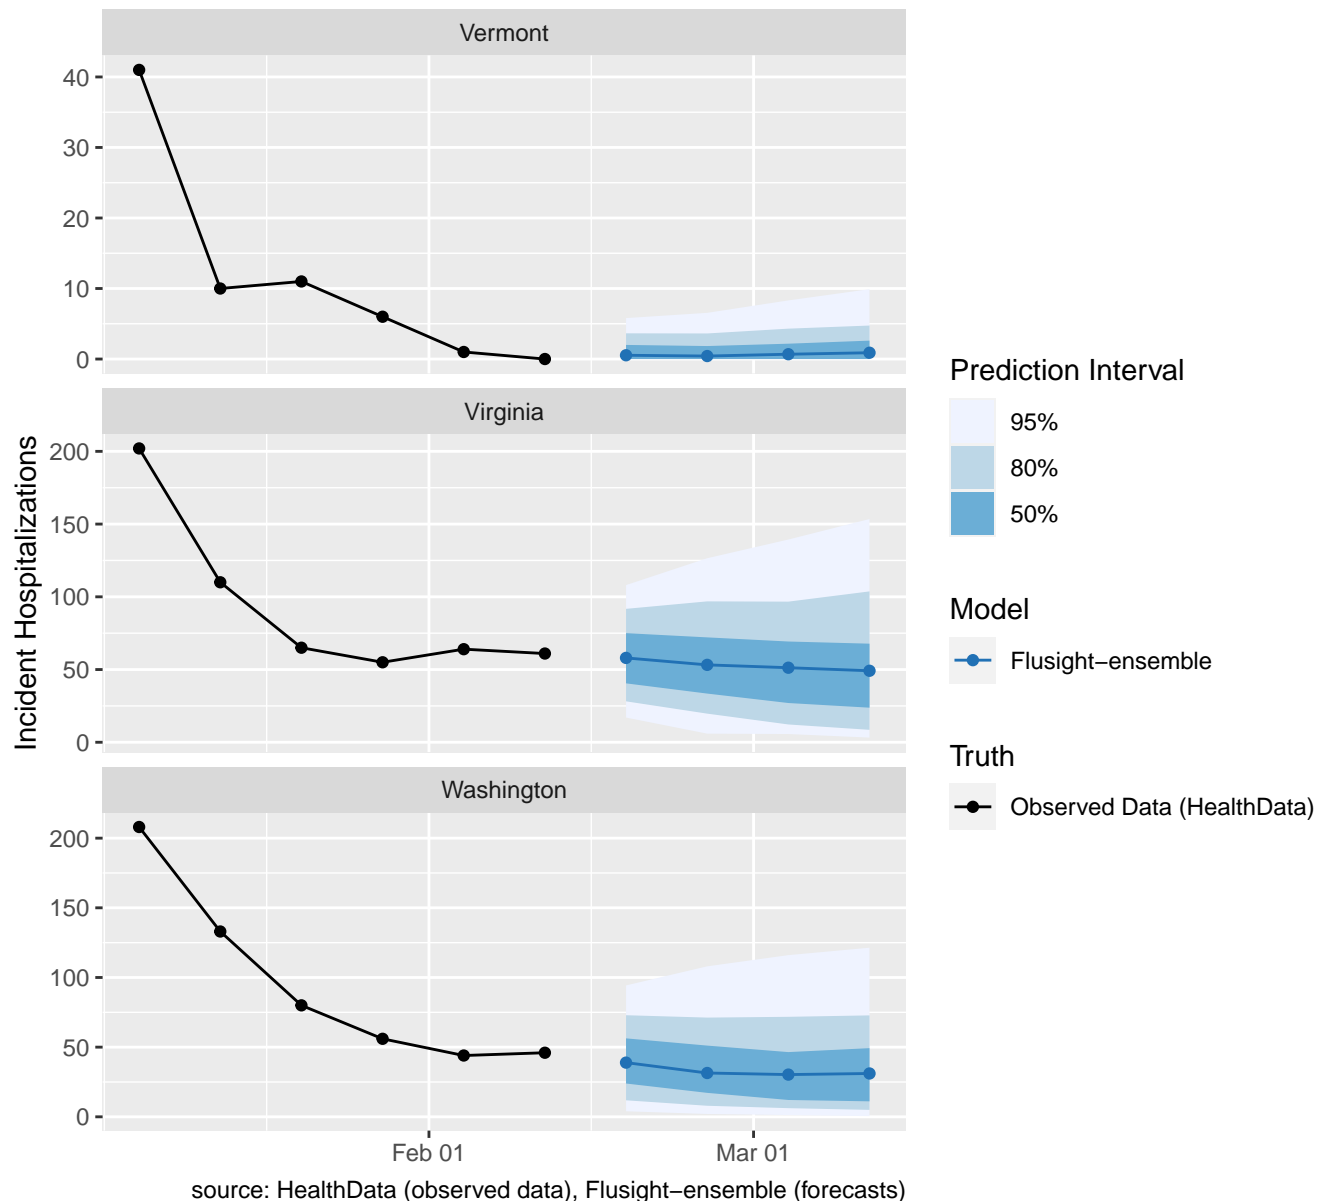 Vermont
40
30
20
10
0
Virginia
200
150
100
50
0
Washington
200
150
100
50
0
Incident Hospitalizations
Feb 01
Mar 01
source: HealthData (observed data), Flusight−ensemble (forecasts)
Prediction Interval
95%
80%
50%
Model
Flusight−ensemble
Truth
Observed Data (HealthData)